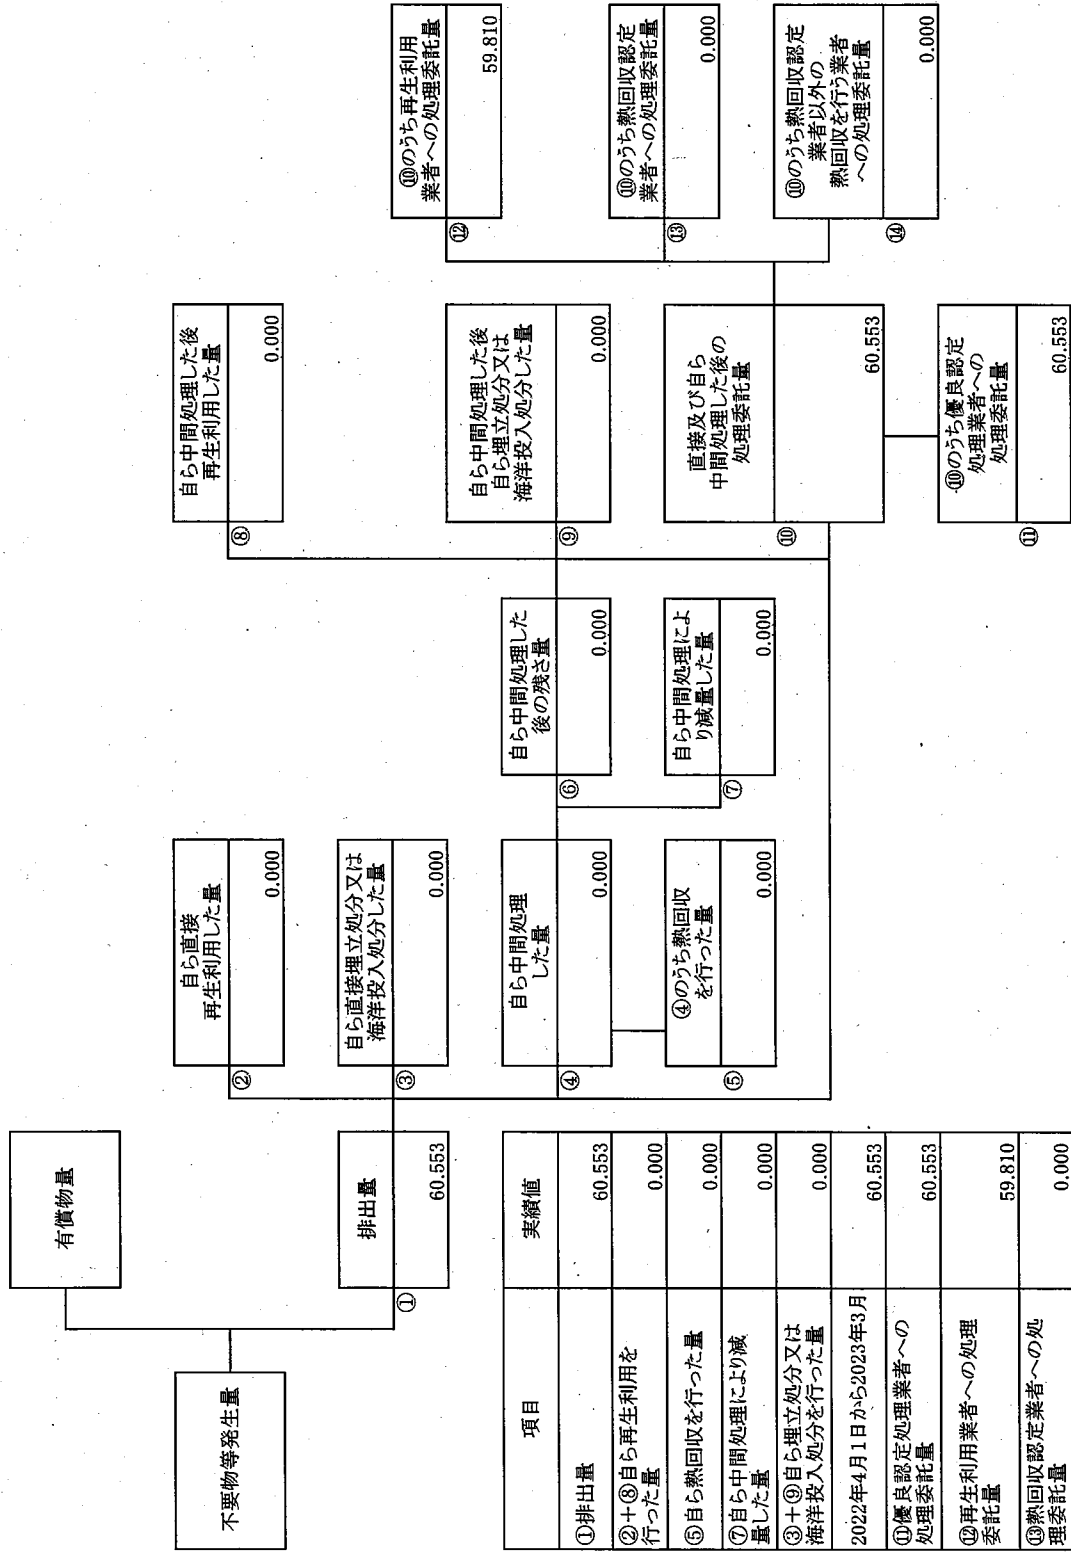 有償物量
不要物等発生量
排出量
①
60.553
自ら直接
再生利用した量
②
0.000
自ら直接埋立処分又は
海洋投入処分した量
③
0.000
自ら中間処理
した量
④
0.000
④のうち熱回収
を行った量
⑤
0.000
自ら中間処理した
後の残さ量
⑥
0.000
自ら中間処理によ
り減量した量
⑦
0.000
自ら中間処理した後
再生利用した量
⑧
0.000
自ら中間処理した後
自ら埋立処分又は
海洋投入処分した量
⑨
0.000
直接及び自ら
中間処理した後の
処理委託量
⑩
60.553
⑩のうち優良認定
処理業者への
処理委託量
⑪
60.553
⑩のうち再生利用
業者への処理委託量
⑫
59.810
⑩のうち熱回収認定
業者への処理委託量
⑬
0.000
⑩のうち熱回収認定
業者以外の
熱回収を行う業者
への処理委託量
⑭
0.000
項目 実績値
①排出量 60.553
②+⑧自ら再生利用を
行った量 0.000
⑤自ら熱回収を行った量 0.000
⑦自ら中間処理により減
量した量 0.000
③+⑨自ら埋立処分又は
海洋投入処分を行った量 0.000
2022年4月1日から2023年3月 60.553
⑪優良認定処理業者への
処理委託量 60.553
⑫再生利用業者への処理
委託量 59.810
⑬熱回収認定業者への処
理委託量 0.000